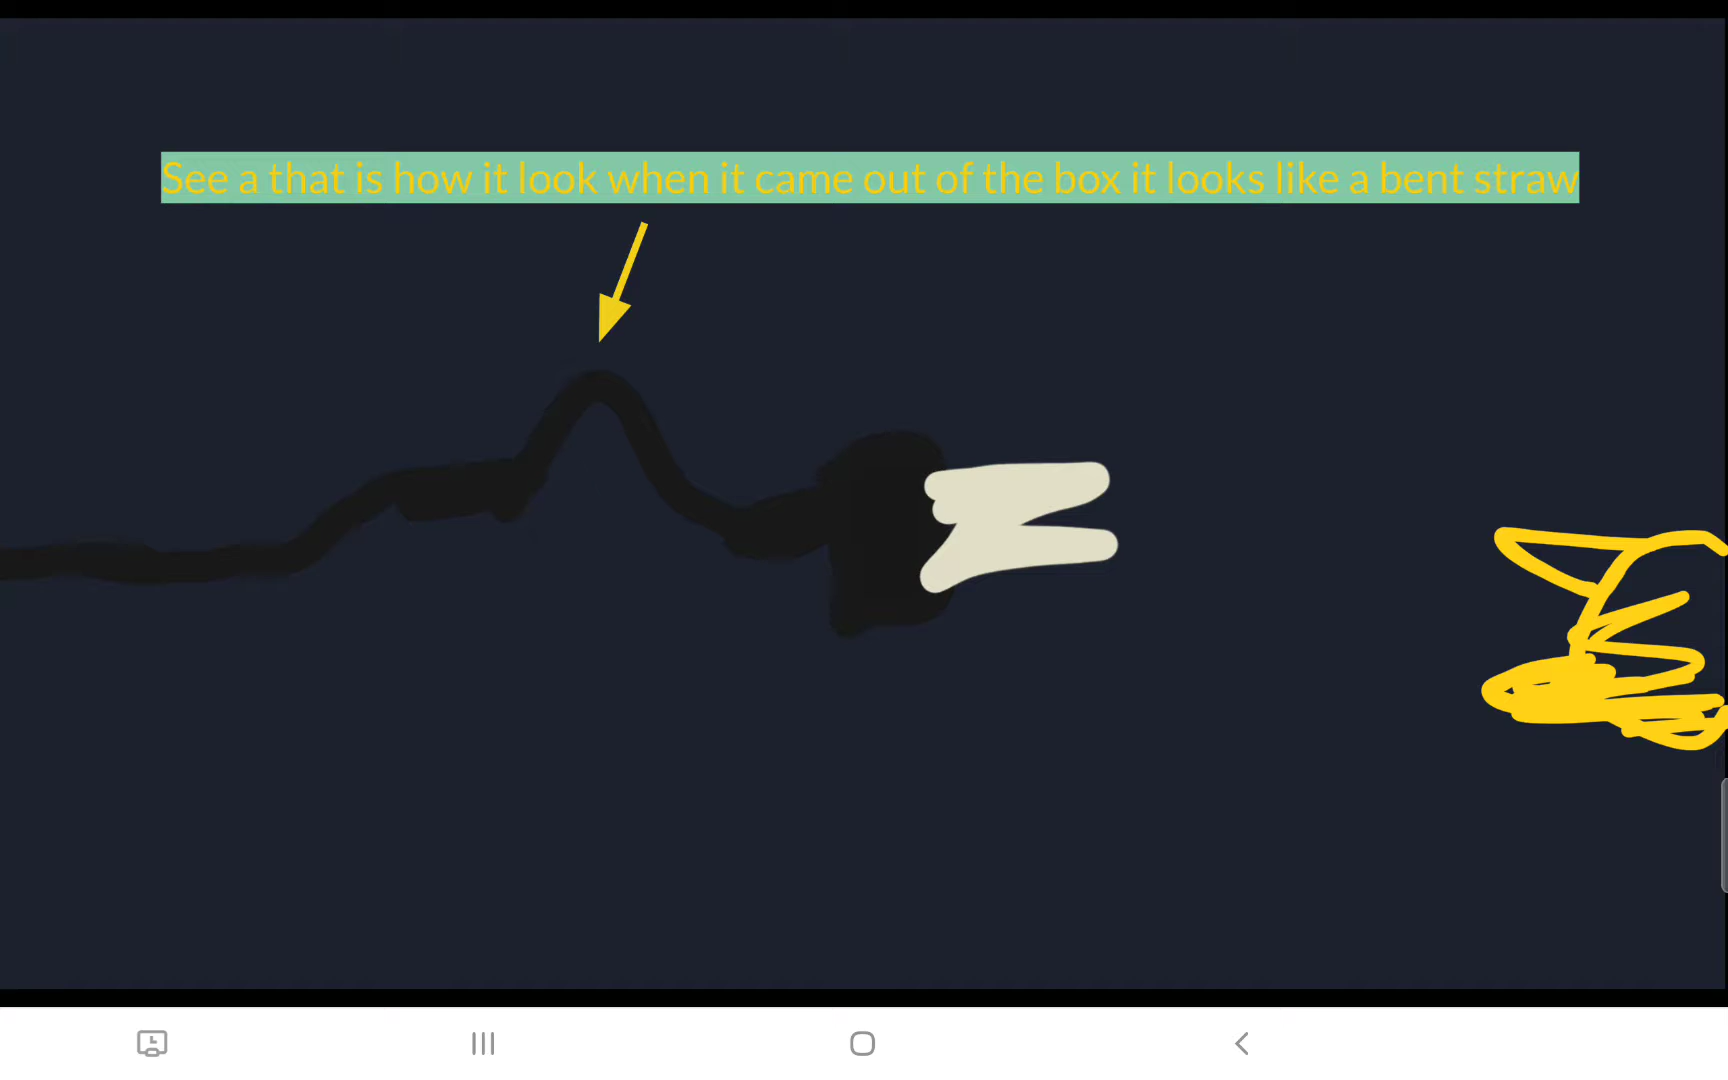 See a that is how it look when it came out of the box it looks like a bent straw